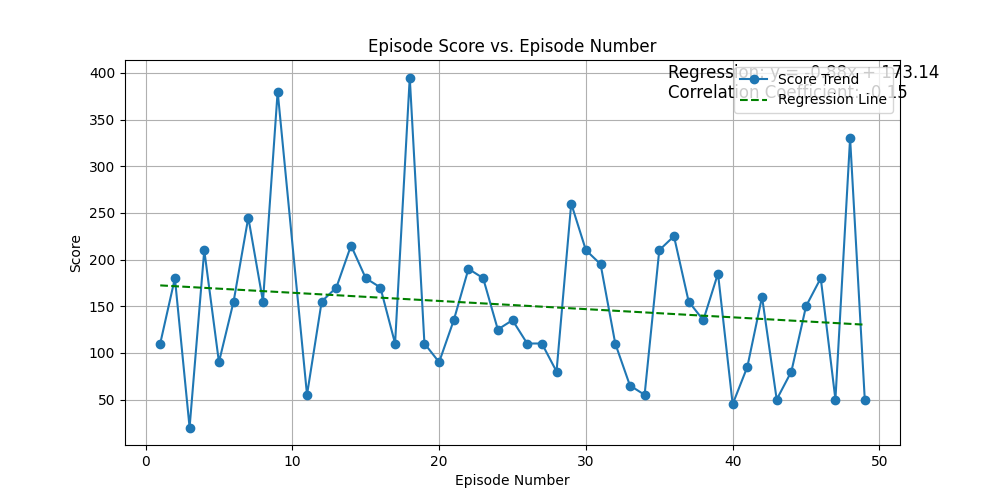 Episode Score vs. Episode Number
Regression: y = -0.88x + 173.14
Correlation Coefficient: -0.15
Score Trend
Regression Line
400
350
300
250
200
150
100
50
Score
0 10 20 30 40 50
Episode Number